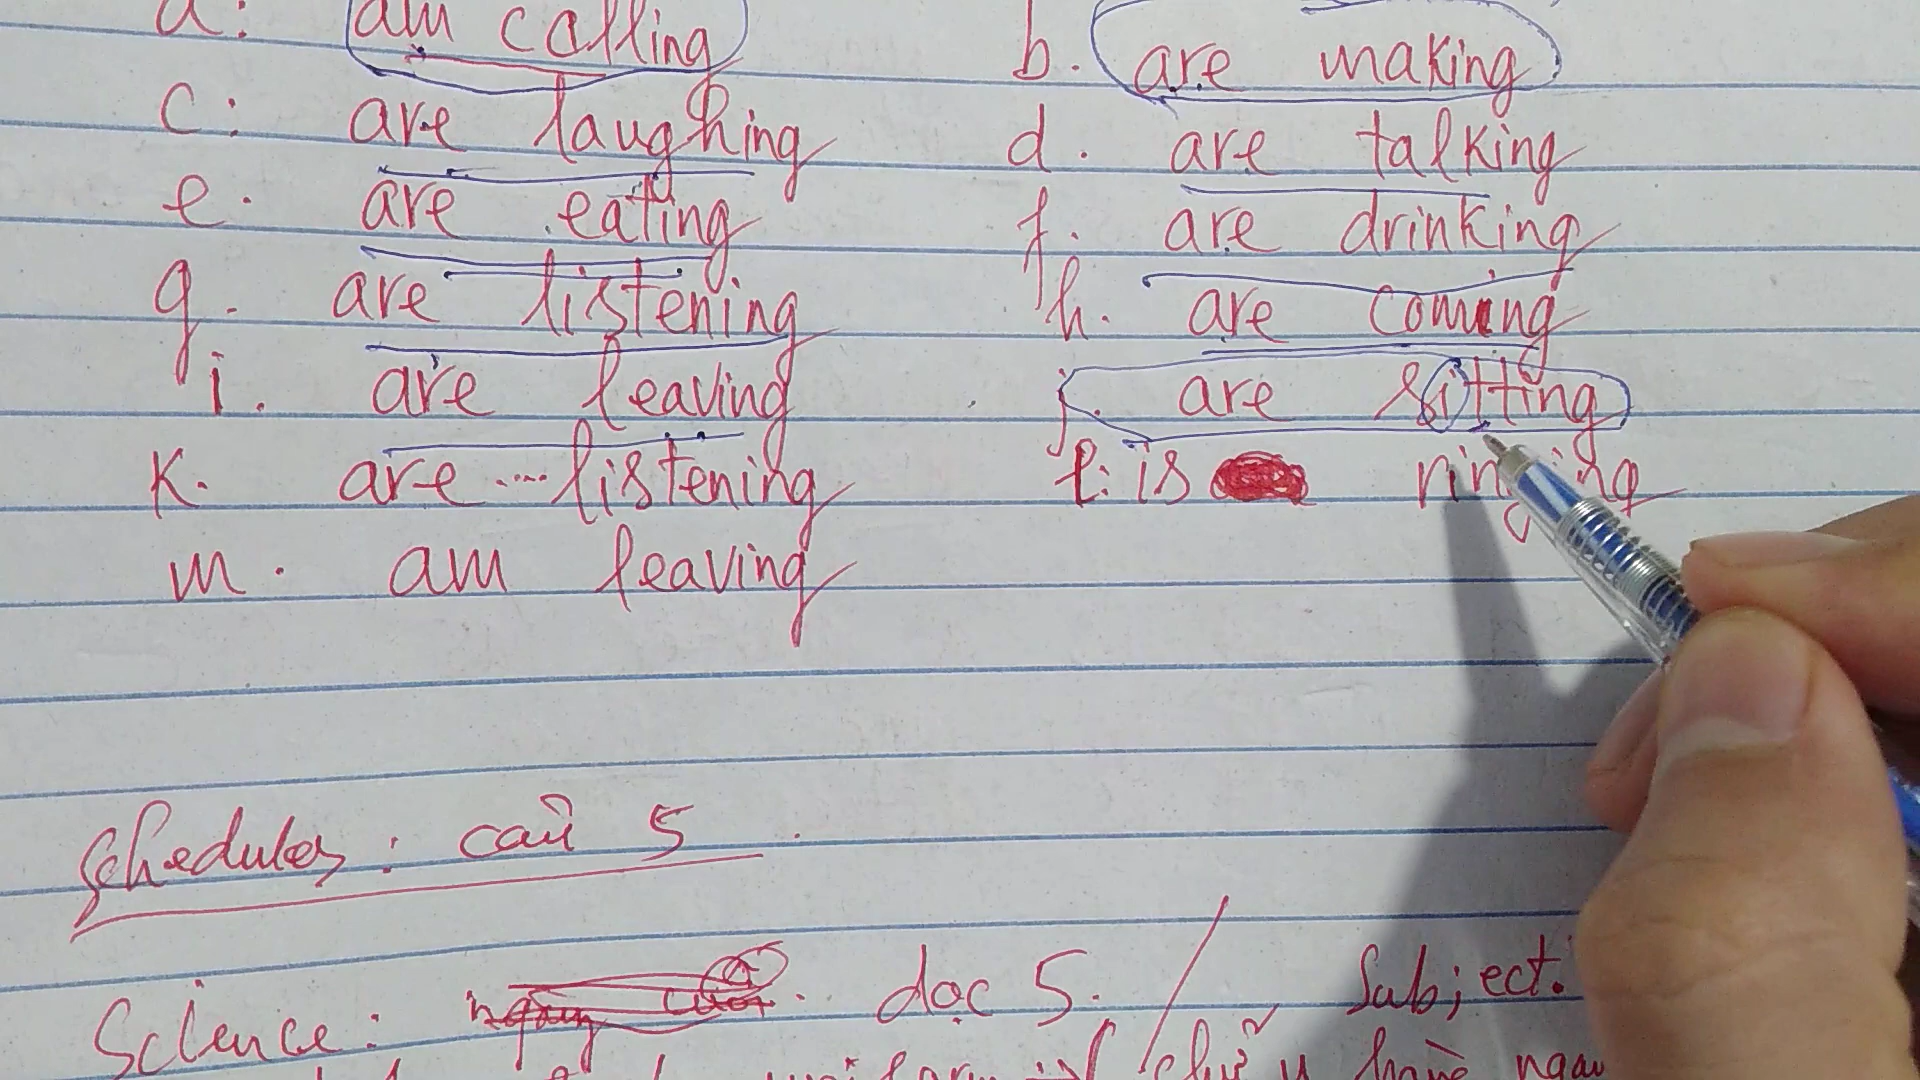 a: am calling b. are making
c: are laughing d. are talking
e. are eating f. are drinking
g. are listening h. are coming
i. are leaving j. are sitting
k. are .... listening l: is ringing
m. am leaving
Schedules: câu 5
Science: dọc 5. / Subject: